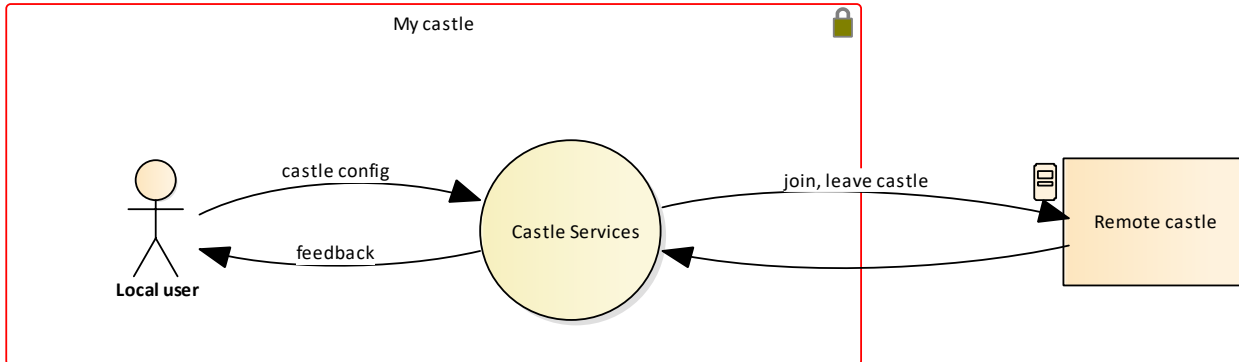 My castle
castle config
join, leave castle
Castle Services
Remote castle
feedback
Local user